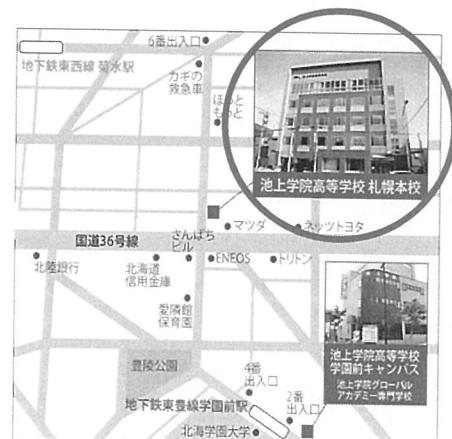 6番出入口
地下鉄東西線 菊水駅
カギの
救急車
ほっと
もっと
池上学院高等学校 札幌本校
マツダ
ネッツトヨタ
国道36号線
さんぱち
ビル
ENEOS
トリトン
北陸銀行
北海道
信用金庫
愛隣館
保育園
池上学院高等学校
学園前キャンパス
池上学院グローバル
アカデミー専門学校
豊陵公園
4番
出入口
2番
出入口
地下鉄東豊線学園前駅
北海学園大学